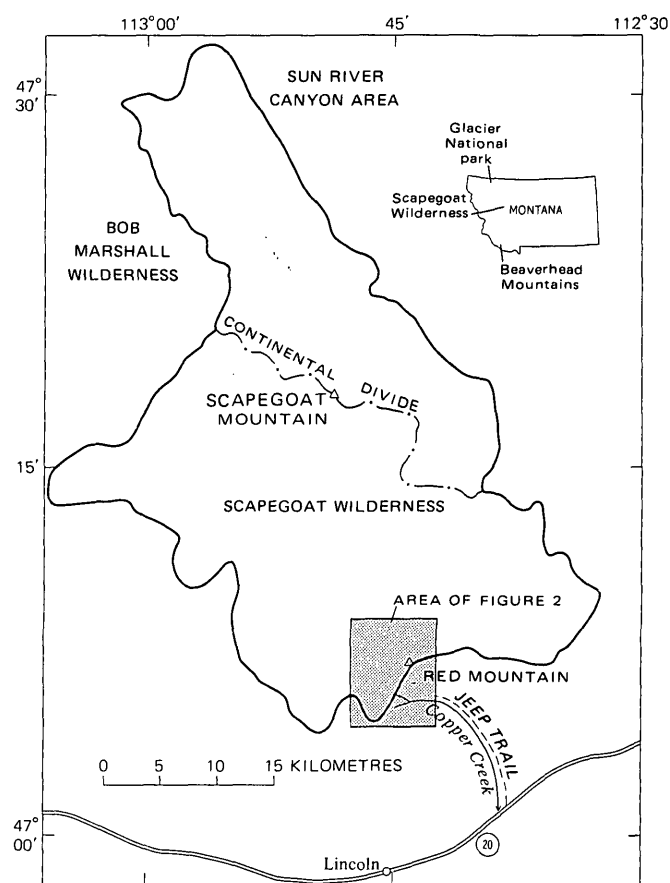 113°00'
45'
112°30'
47°
30'
SUN RIVER
CANYON AREA
Glacier
National
park
Scapegoat
Wilderness
MONTANA
Beaverhead
Mountains
BOB
MARSHALL
WILDERNESS
CONTINENTAL
DIVIDE
SCAPEGOAT
MOUNTAIN
15'
SCAPEGOAT WILDERNESS
AREA OF FIGURE 2
RED MOUNTAIN
JEEP TRAIL
Copper Creek
0 5 10 15 KILOMETRES
47°
00'
20
Lincoln